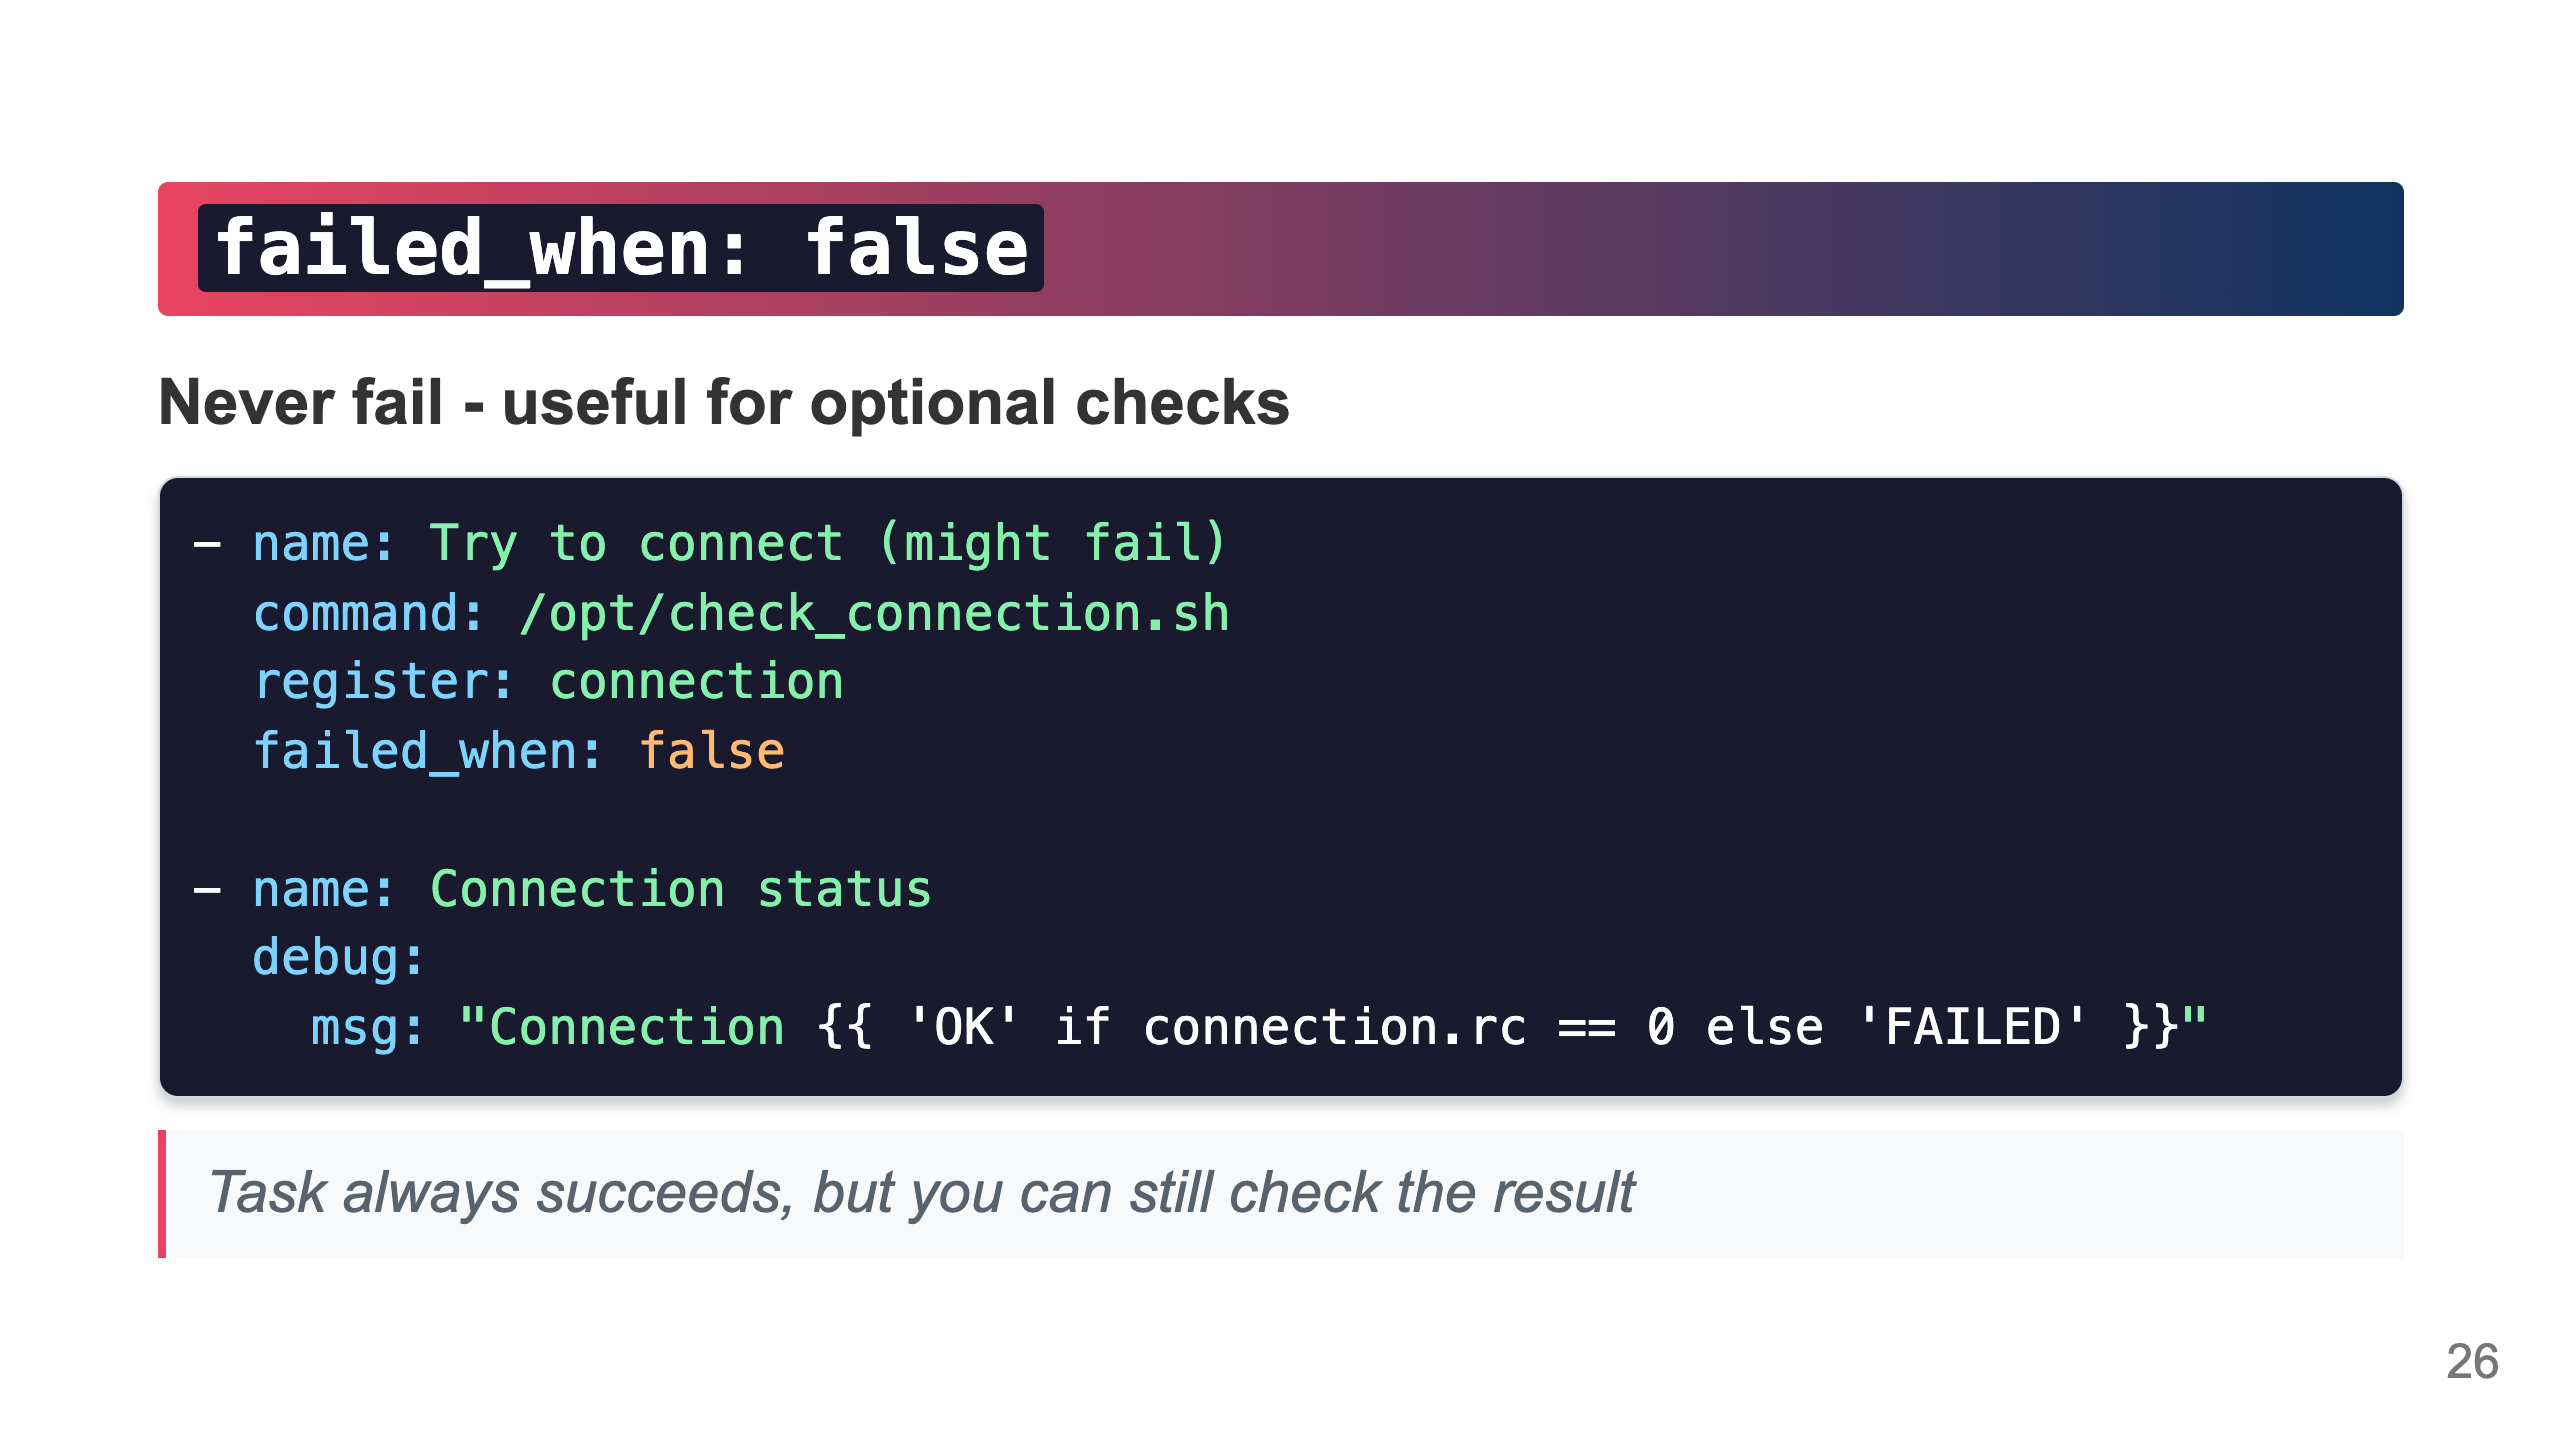 failed_when: false
Never fail - useful for optional checks
- name: Try to connect (might fail)
  command: /opt/check_connection.sh
  register: connection
  failed_when: false

- name: Connection status
  debug:
    msg: "Connection {{ 'OK' if connection.rc == 0 else 'FAILED' }}"
Task always succeeds, but you can still check the result
26